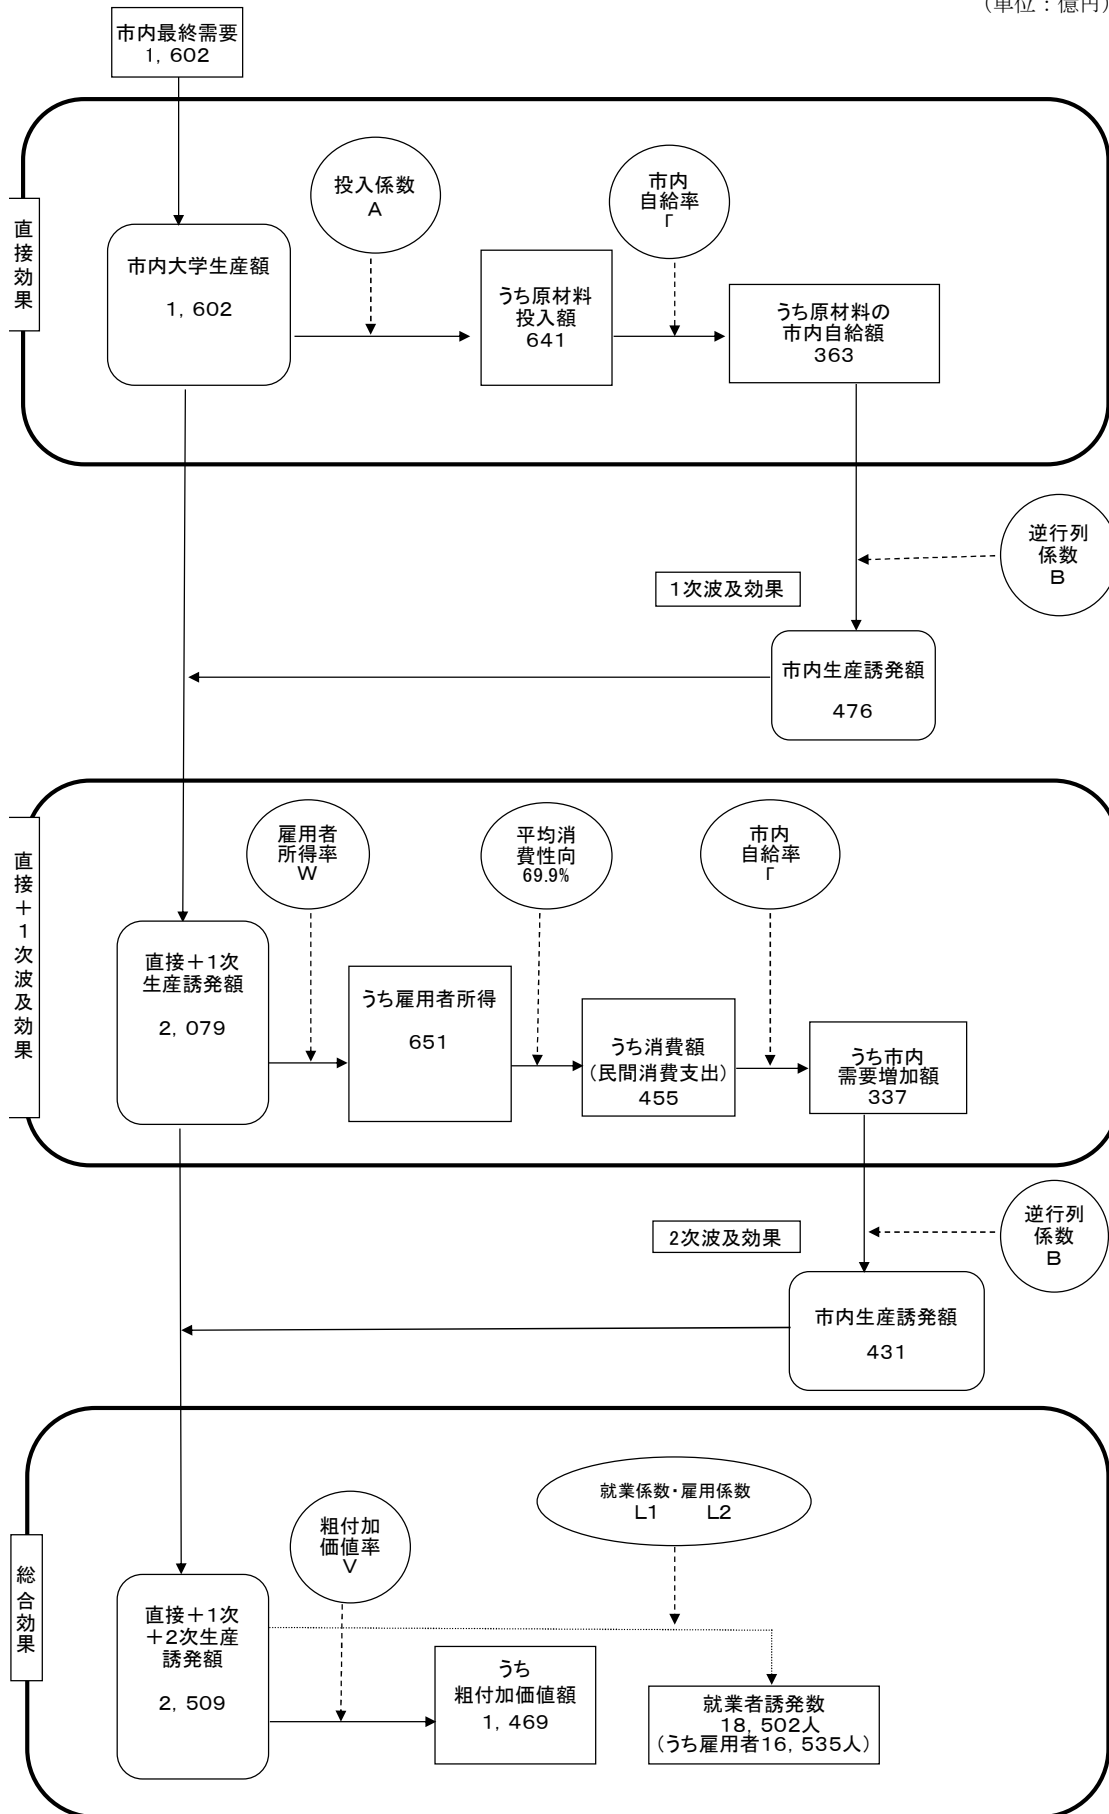 （単位：億円）
市内最終需要
1，602
直接効果
投入係数
A
市内
自給率
Γ
市内大学生産額
1，602
うち原材料
投入額
641
うち原材料の
市内自給額
363
逆行列
係数
B
1次波及効果
市内生産誘発額
476
直接＋1次波及効果
雇用者
所得率
W
平均消
費性向
69.9%
市内
自給率
Γ
直接＋1次
生産誘発額
2，079
うち雇用者所得
651
うち消費額
（民間消費支出）
455
うち市内
需要増加額
337
逆行列
係数
B
2次波及効果
市内生産誘発額
431
総合効果
粗付加
価値率
V
就業係数・雇用係数
L1 L2
直接＋1次
＋2次生産
誘発額
2，509
うち
粗付加価値額
1，469
就業者誘発数
18，502人
（うち雇用者16，535人）